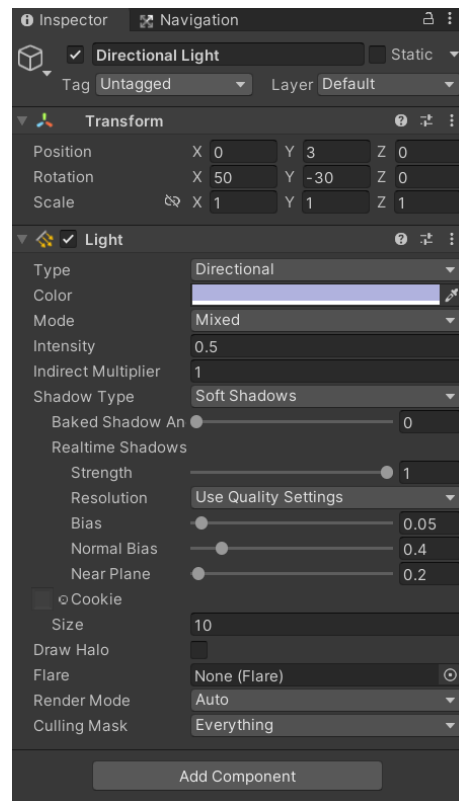 Inspector Navigation
Directional Light Static
Tag Untagged Layer Default
Transform
Position X 0 Y 3 Z 0
Rotation X 50 Y -30 Z 0
Scale X 1 Y 1 Z 1
Light
Type Directional
Color
Mode Mixed
Intensity 0.5
Indirect Multiplier 1
Shadow Type Soft Shadows
Baked Shadow An 0
Realtime Shadows
Strength 1
Resolution Use Quality Settings
Bias 0.05
Normal Bias 0.4
Near Plane 0.2
Cookie
Size 10
Draw Halo
Flare None (Flare)
Render Mode Auto
Culling Mask Everything
Add Component